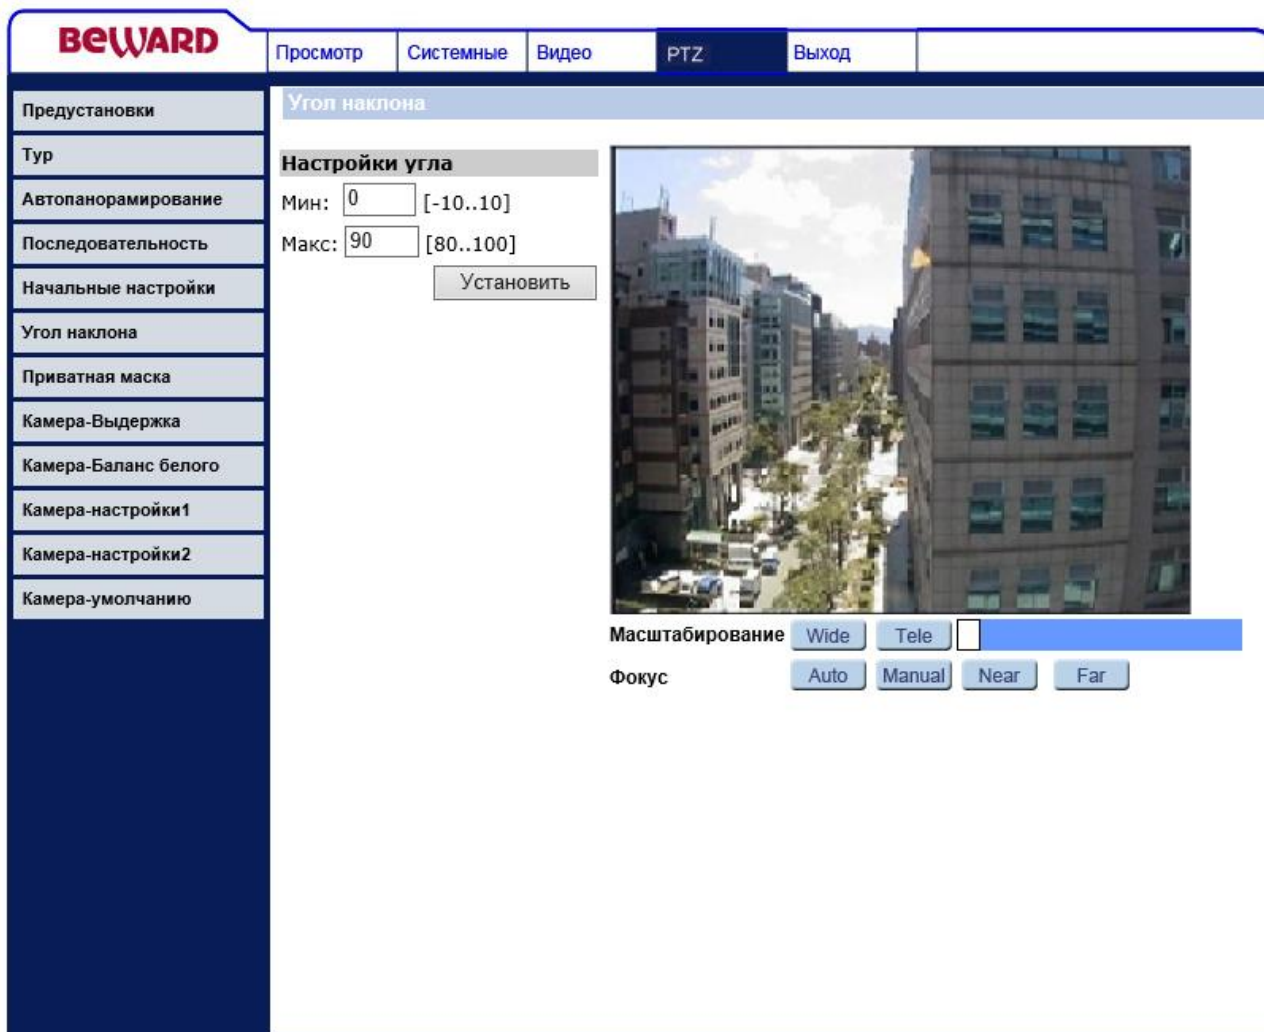 BEWARD
Просмотр Системные Видео PTZ Выход
Предустановки
Тур
Автопанорамирование
Последовательность
Начальные настройки
Угол наклона
Приватная маска
Камера-Выдержка
Камера-Баланс белого
Камера-настройки1
Камера-настройки2
Камера-умолчанию
Угол наклона
Настройки угла
Мин: 0 [-10..10]
Макс: 90 [80..100]
Установить
Масштабирование Wide Tele
Фокус Auto Manual Near Far